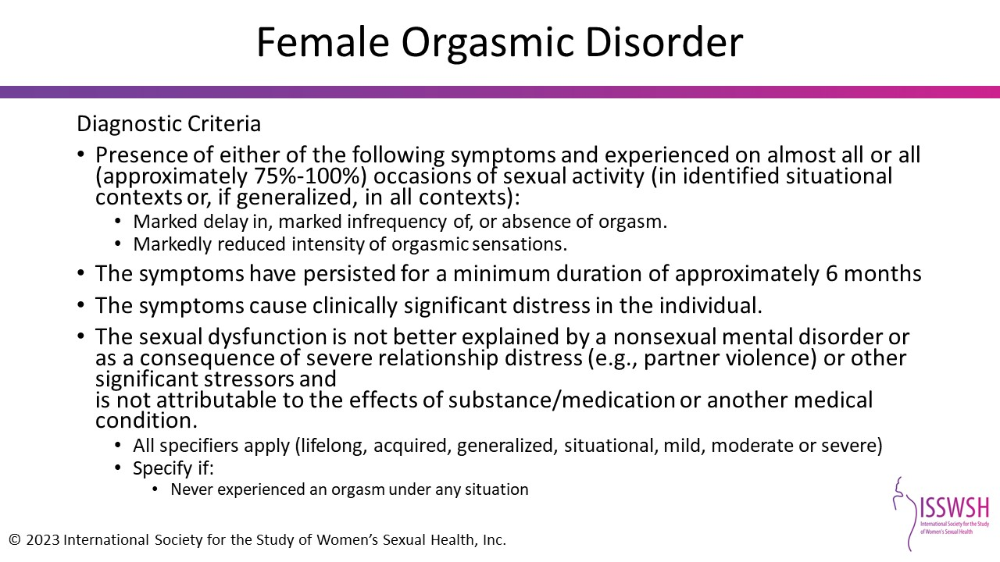 Female Orgasmic Disorder
Diagnostic Criteria
• Presence of either of the following symptoms and experienced on almost all or all
(approximately 75%-100%) occasions of sexual activity (in identified situational
contexts or, if generalized, in all contexts):
• Marked delay in, marked infrequency of, or absence of orgasm.
• Markedly reduced intensity of orgasmic sensations.
• The symptoms have persisted for a minimum duration of approximately 6 months
• The symptoms cause clinically significant distress in the individual.
• The sexual dysfunction is not better explained by a nonsexual mental disorder or
as a consequence of severe relationship distress (e.g., partner violence) or other
significant stressors and
is not attributable to the effects of substance/medication or another medical
condition.
• All specifiers apply (lifelong, acquired, generalized, situational, mild, moderate or severe)
• Specify if:
• Never experienced an orgasm under any situation
ISSWSH
International Society for the Study
of Women's Sexual Health
© 2023 International Society for the Study of Women’s Sexual Health, Inc.